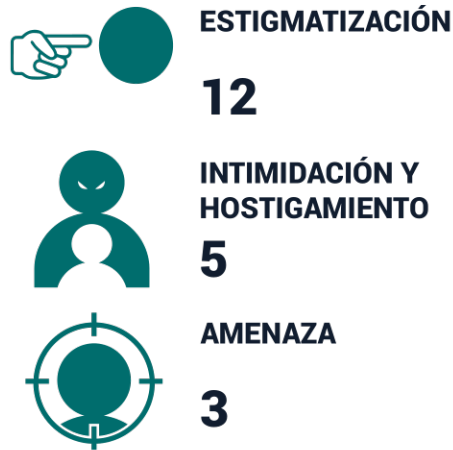 ESTIGMATIZACIÓN
12
INTIMIDACIÓN Y
HOSTIGAMIENTO
5
AMENAZA
3